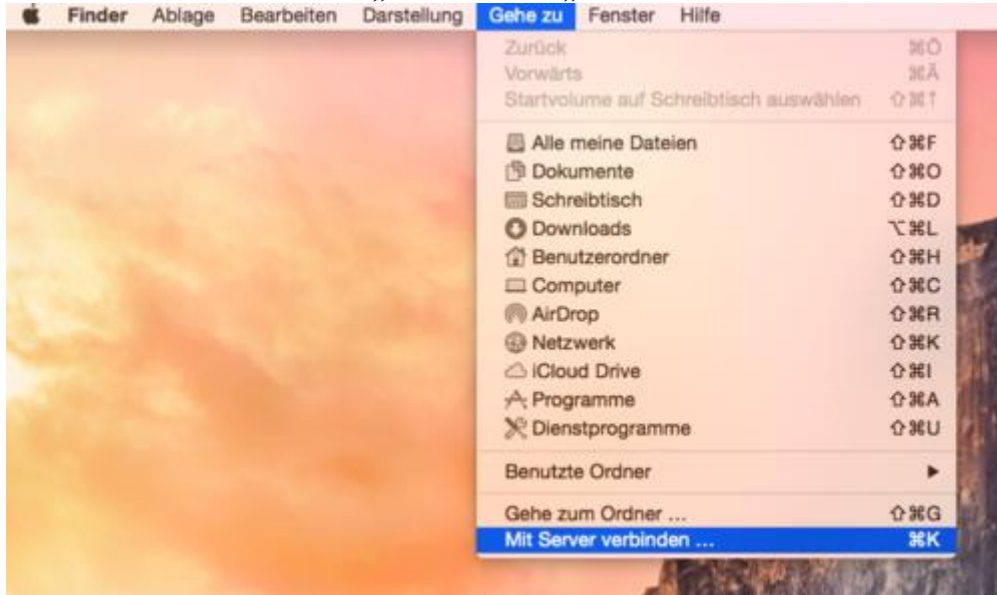 Finder Ablage Bearbeiten Darstellung Gehe zu Fenster Hilfe
Zurück ⌘Ö
Vorwärts ⌘Ä
Startvolume auf Schreibtisch auswählen ⇧⌘↑
Alle meine Dateien ⇧⌘F
Dokumente ⇧⌘O
Schreibtisch ⇧⌘D
Downloads ⌥⌘L
Benutzerordner ⇧⌘H
Computer ⇧⌘C
AirDrop ⇧⌘R
Netzwerk ⇧⌘K
iCloud Drive ⇧⌘I
Programme ⇧⌘A
Dienstprogramme ⇧⌘U
Benutzte Ordner ▶
Gehe zum Ordner ... ⇧⌘G
Mit Server verbinden ... ⌘K